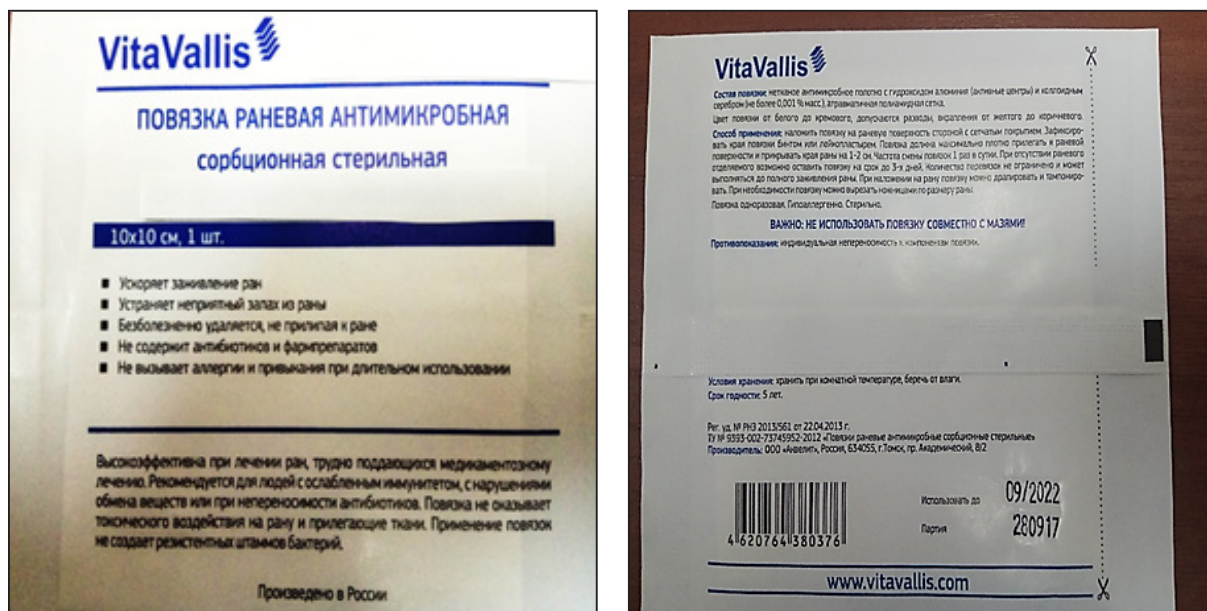 VitaVallis
ПОВЯЗКА РАНЕВАЯ АНТИМИКРОБНАЯ
сорбционная стерильная
10х10 см, 1 шт.
Ускоряет заживление ран
Устраняет неприятный запах из раны
Безболезненно удаляется, не прилипая к ране
Не содержит антибиотиков и фармпрепаратов
Не вызывает аллергии и привыкания при длительном использовании
Высокоэффективна при лечении ран, трудно поддающихся медикаментозному
лечению. Рекомендуется для людей с ослабленным иммунитетом, с нарушениями
обмена веществ или при непереносимости антибиотиков. Повязка не оказывает
токсического воздействия на рану и прилегающие ткани. Применение повязок
не создает резистентных штаммов бактерий.
Произведено в России
VitaVallis
Состав повязки: нетканое антимикробное полотно с гидроксидом алюминия (активные центры) и коллоидным
серебром (не более 0,001 % масс.), атравматичная полиамидная сетка.
Цвет повязки от белого до кремового, допускаются разводы, вкрапления от желтого до коричневого.
Способ применения: наложить повязку на раневую поверхность стороной с сетчатым покрытием. Зафиксиро-
вать края повязки бинтом или лейкопластырем. Повязка должна максимально плотно прилегать к раневой
поверхности и прикрывать края раны на 1-2 см. Частота смены повязок 1 раз в сутки. При отсутствии раневого
отделяемого возможно оставить повязку на срок до 3-х дней. Количество перевязок не ограничено и может
выполняться до полного заживления раны. При наложении на рану повязку можно драпировать и тампониро-
вать. При необходимости повязку можно вырезать ножницами по размеру раны.
Повязка одноразовая. Гипоаллергенно. Стерильно.
ВАЖНО: НЕ ИСПОЛЬЗОВАТЬ ПОВЯЗКУ СОВМЕСТНО С МАЗЯМИ!
Противопоказания: индивидуальная непереносимость к компонентам повязки.
Условия хранения: хранить при комнатной температуре, беречь от влаги.
Срок годности: 5 лет.
Рег. уд. № РНЗ 2013/561 от 22.04.2013 г.
ТУ № 9393-002-73745952-2012 «Повязки раневые антимикробные сорбционные стерильные»
Производитель: ООО «Аквелит», Россия, 634055, г.Томск, пр. Академический, 8/2
Использовать до 09/2022
Партия 280917
4 620764 380376
www.vitavallis.com